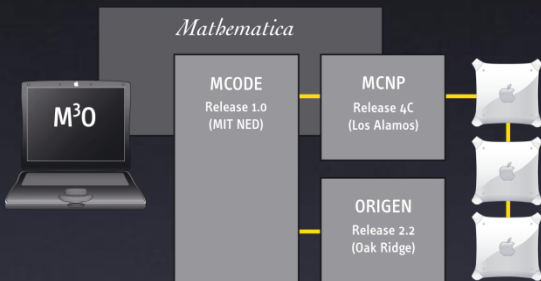 Mathematica
M³O
MCODE
Release 1.0
(MIT NED)
MCNP
Release 4C
(Los Alamos)
ORIGEN
Release 2.2
(Oak Ridge)